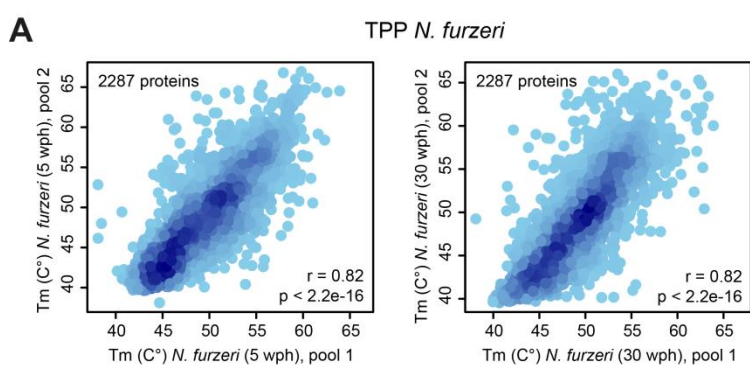 A
TPP N. furzeri
2287 proteins
r = 0.82
p < 2.2e-16
Tm (C°) N. furzeri (5 wph), pool 2
65
60
55
50
45
40
40 45 50 55 60 65
Tm (C°) N. furzeri (5 wph), pool 1
2287 proteins
r = 0.82
p < 2.2e-16
Tm (C°) N. furzeri (30 wph), pool 2
65
60
55
50
45
40
40 45 50 55 60 65
Tm (C°) N. furzeri (30 wph), pool 1